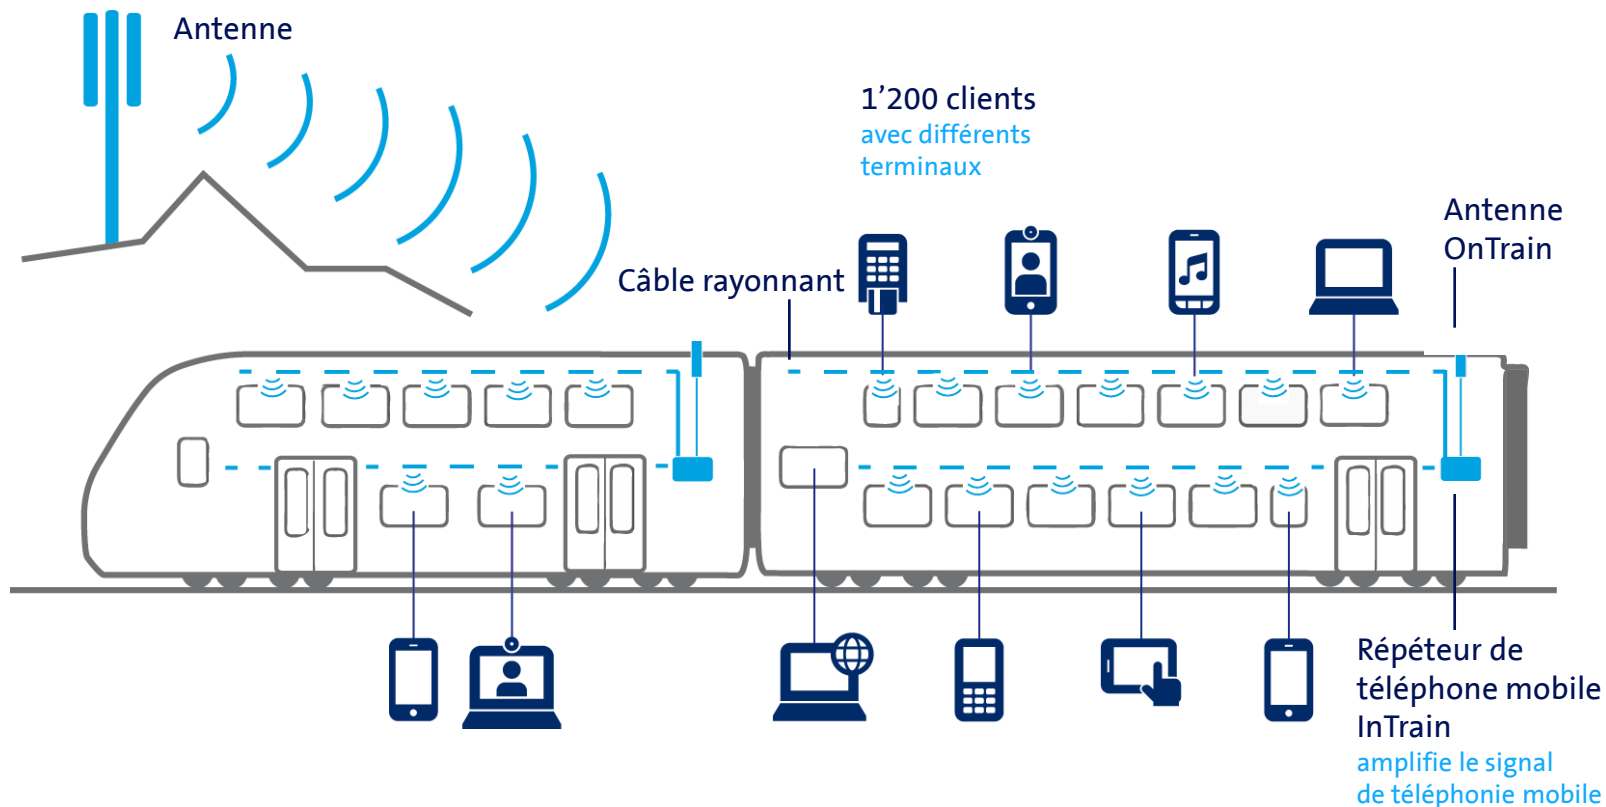 Antenne
1’200 clients
avec différents
terminaux
Antenne
OnTrain
Câble rayonnant
Répéteur de
téléphone mobile
InTrain
amplifie le signal
de téléphonie mobile